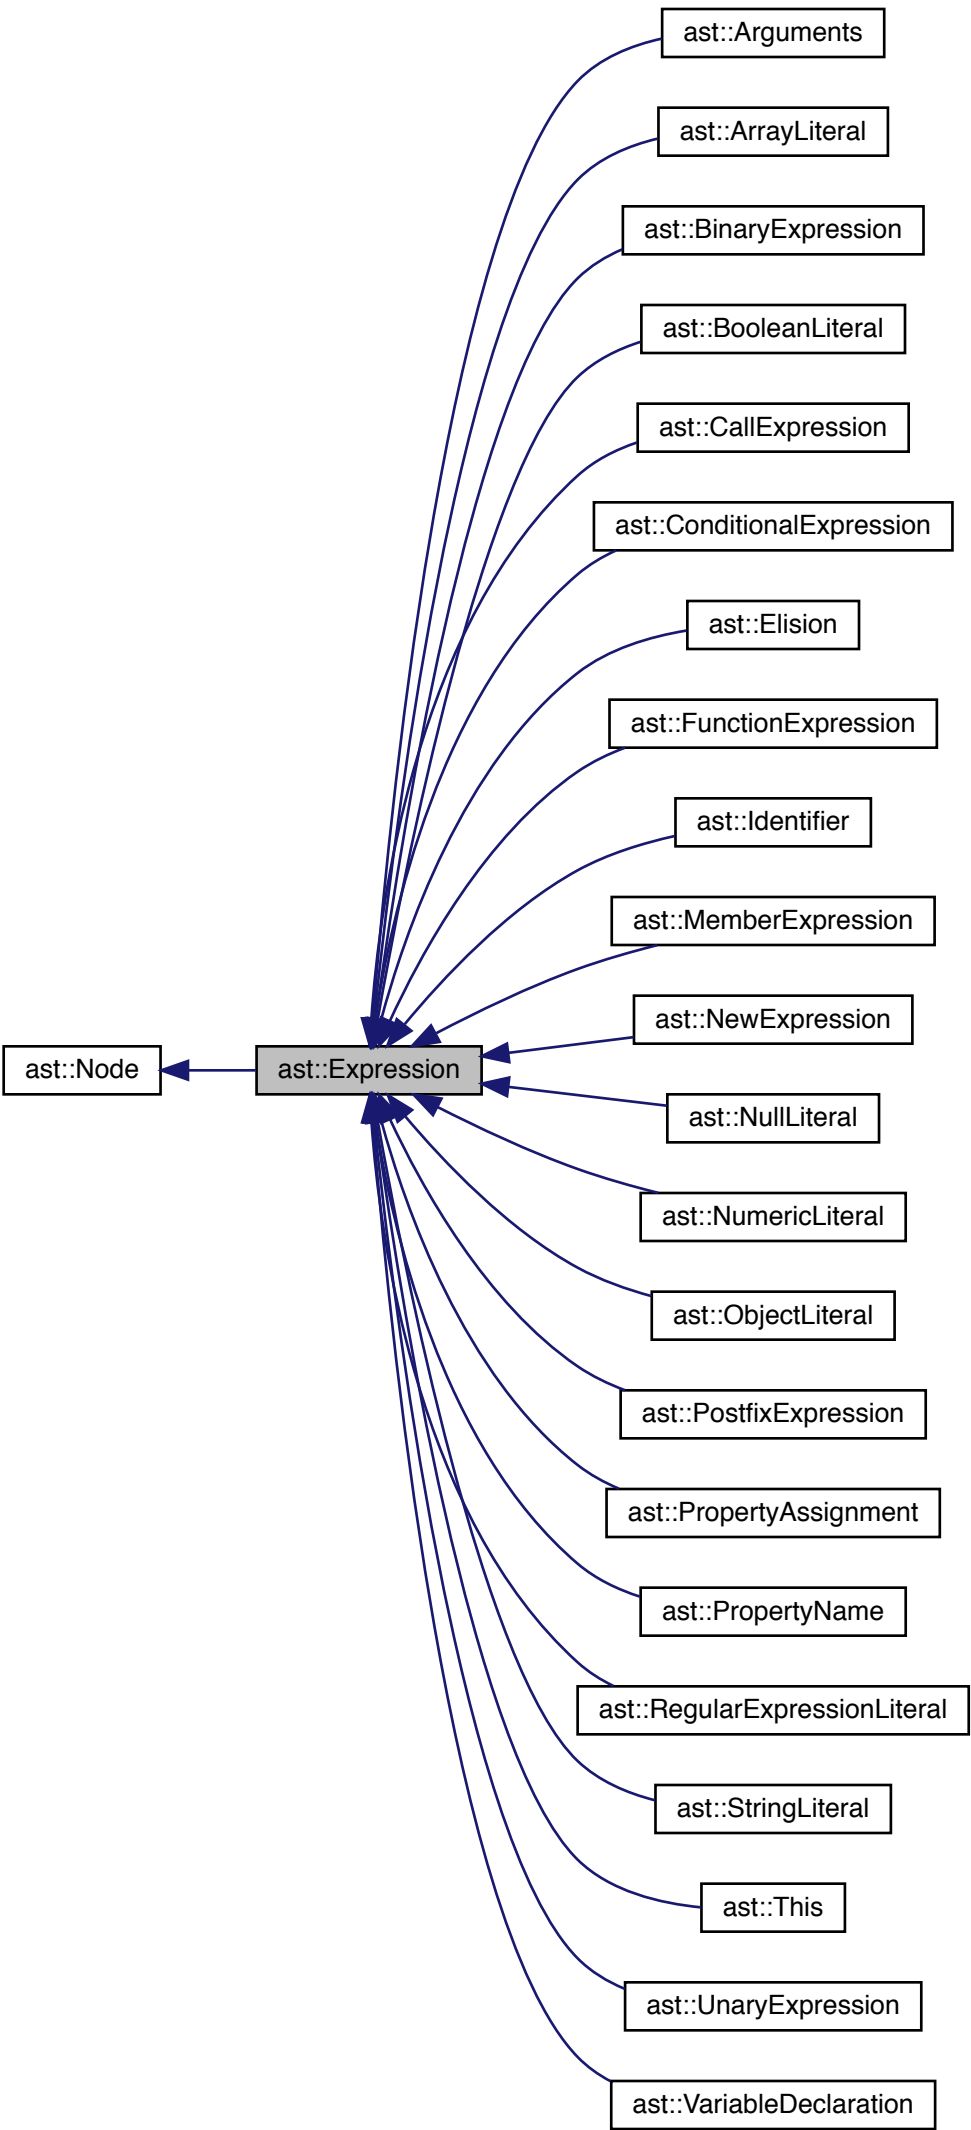 ast::Arguments
ast::ArrayLiteral
ast::BinaryExpression
ast::BooleanLiteral
ast::CallExpression
ast::ConditionalExpression
ast::Elision
ast::FunctionExpression
ast::Identifier
ast::MemberExpression
ast::NewExpression
ast::Node
ast::Expression
ast::NullLiteral
ast::NumericLiteral
ast::ObjectLiteral
ast::PostfixExpression
ast::PropertyAssignment
ast::PropertyName
ast::RegularExpressionLiteral
ast::StringLiteral
ast::This
ast::UnaryExpression
ast::VariableDeclaration